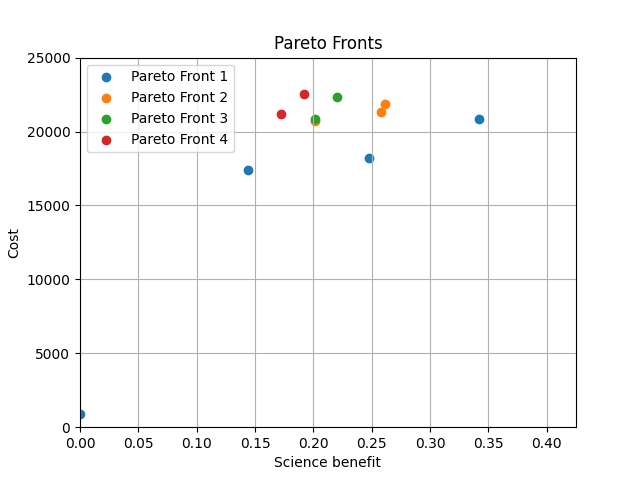 Pareto Fronts
25000
20000
15000
10000
5000
0
Cost
Pareto Front 1
Pareto Front 2
Pareto Front 3
Pareto Front 4
0.00 0.05 0.10 0.15 0.20 0.25 0.30 0.35 0.40
Science benefit